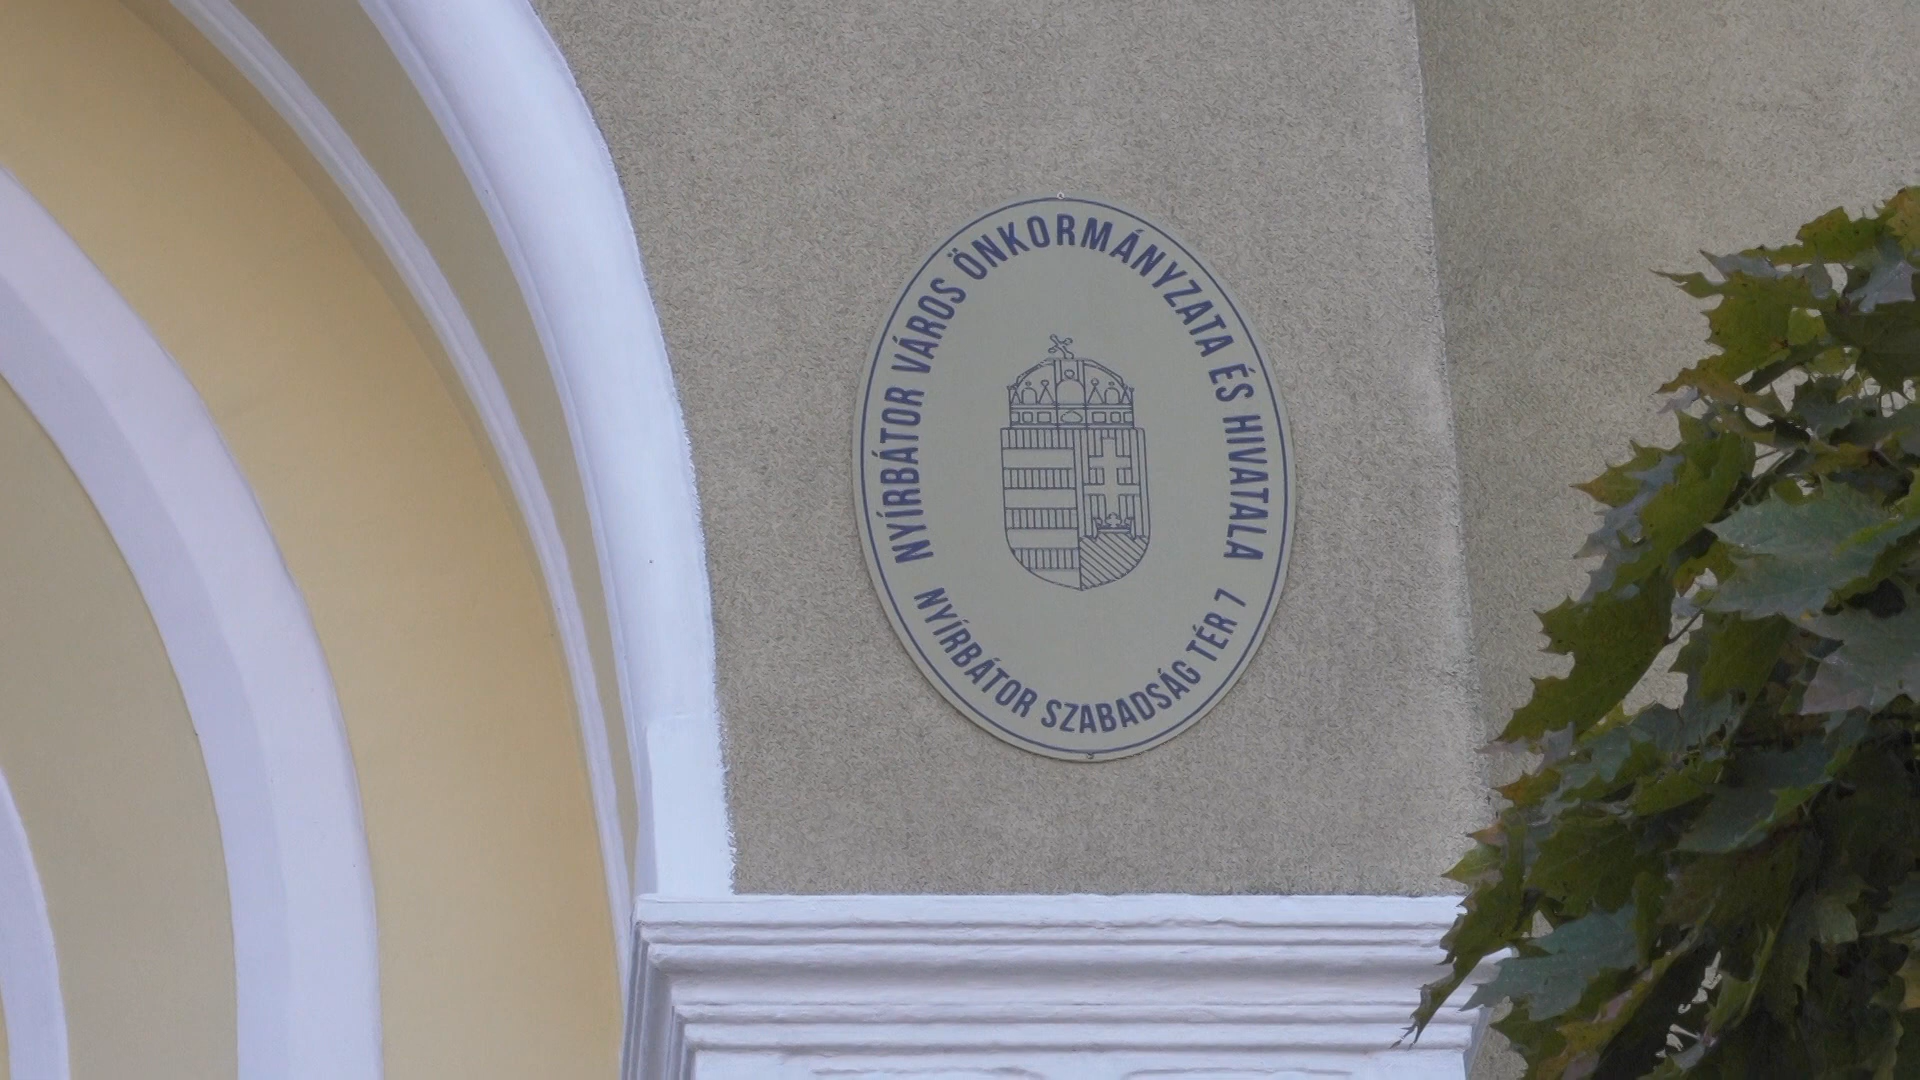 NYÍRBÁTOR VÁROS ÖNKORMÁNYZATA ÉS HIVATALA
NYÍRBÁTOR SZABADSÁG TÉR 7